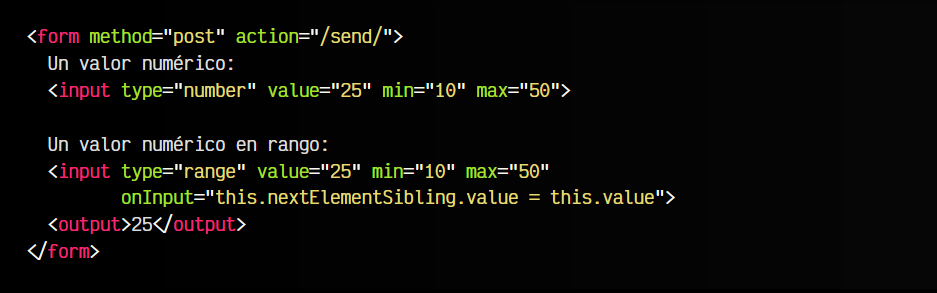 <form method="post" action="/send/">
  Un valor numérico:
  <input type="number" value="25" min="10" max="50">

  Un valor numérico en rango:
  <input type="range" value="25" min="10" max="50"
         onInput="this.nextElementSibling.value = this.value">
  <output>25</output>
</form>